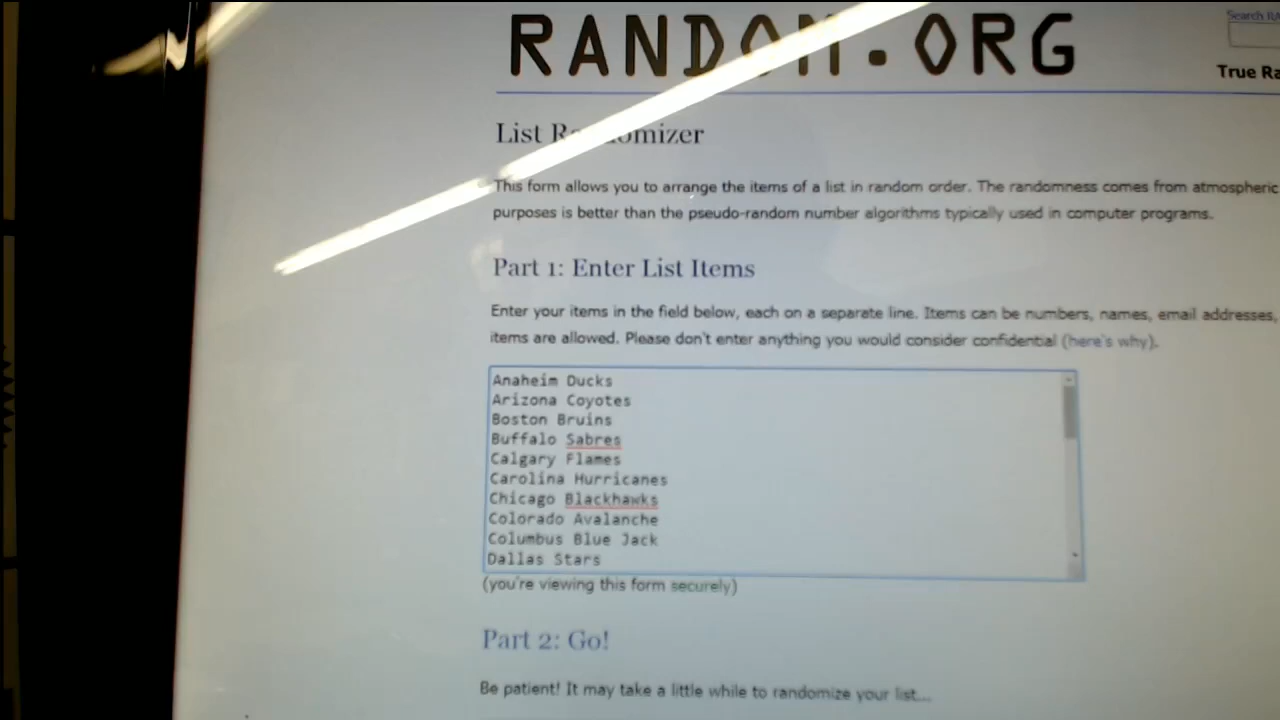 RANDOM.ORG
Search
True
List Randomizer
This form allows you to arrange the items of a list in random order. The randomness comes from atmospheric
purposes is better than the pseudo-random number algorithms typically used in computer programs.
Part 1: Enter List Items
Enter your items in the field below, each on a separate line. Items can be numbers, names, email addresses,
items are allowed. Please don't enter anything you would consider confidential (here's why).
Anaheim Ducks
Arizona Coyotes
Boston Bruins
Buffalo Sabres
Calgary Flames
Carolina Hurricanes
Chicago Blackhawks
Colorado Avalanche
Columbus Blue Jack
Dallas Stars
(you're viewing this form securely)
Part 2: Go!
Be patient! It may take a little while to randomize your list...